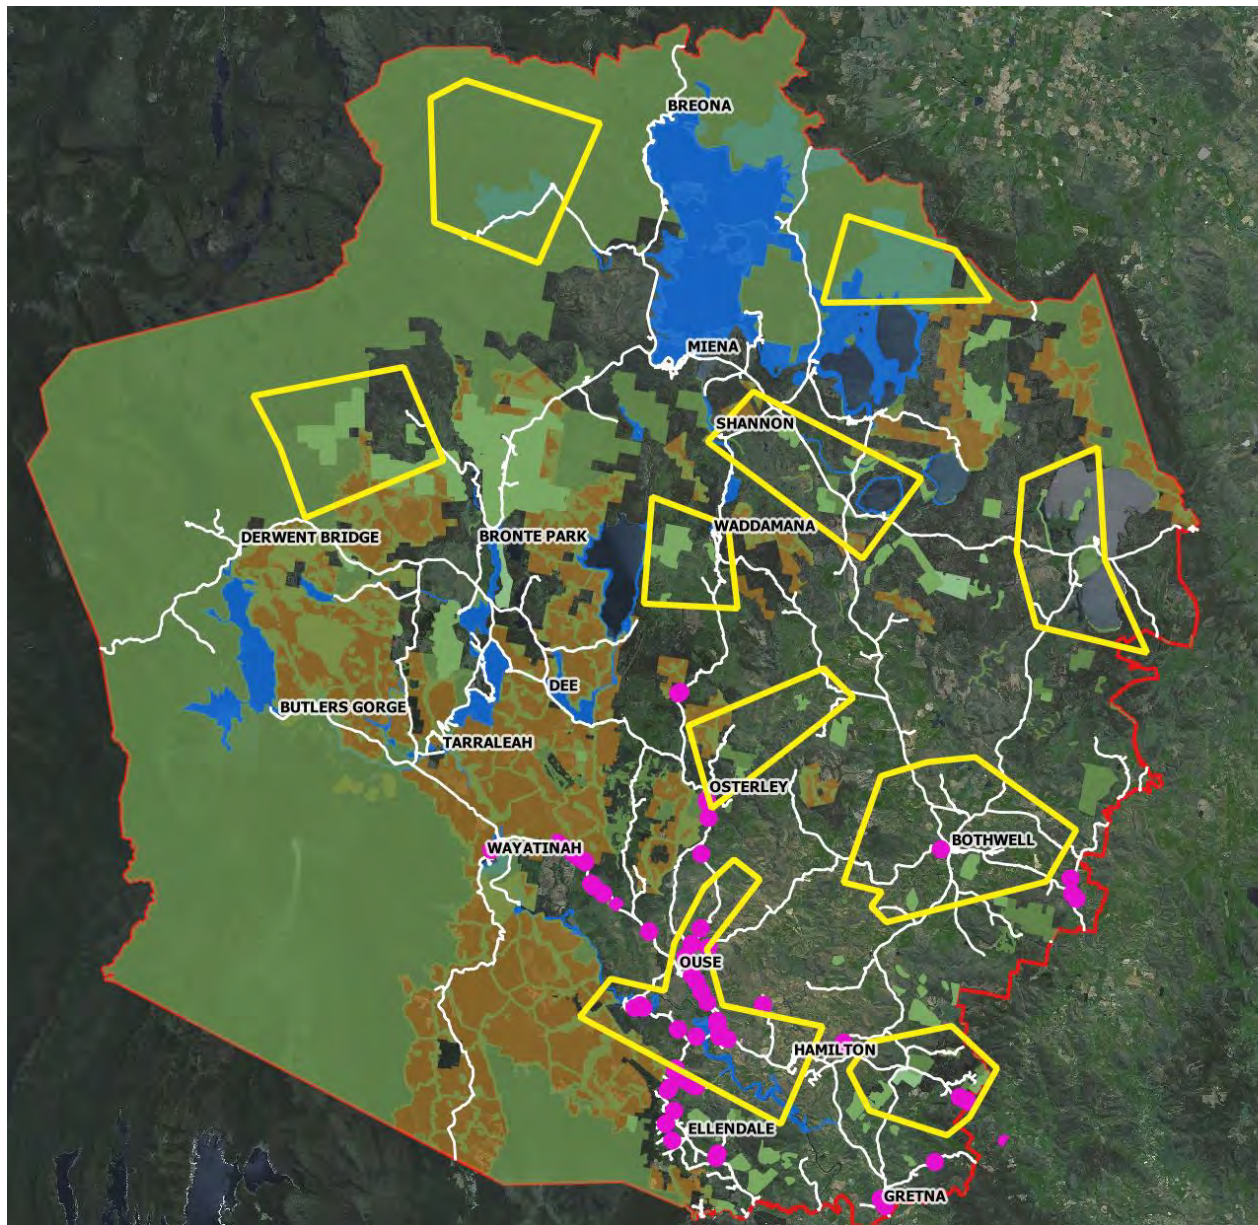 BREONA
MIENA
SHANNON
WADDAMANA
DERWENT BRIDGE
BRONTE PARK
DEE
BUTLERS GORGE
TARRALEAH
OSTERLEY
WAYATINAH
BOTHWELL
OUSE
HAMILTON
ELLENDALE
GRETNA